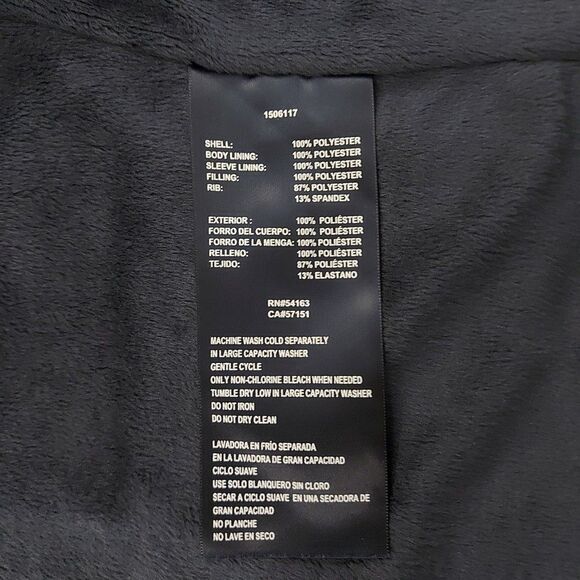 1506117
SHELL: 100% POLYESTER
BODY LINING: 100% POLYESTER
SLEEVE LINING: 100% POLYESTER
FILLING: 100% POLYESTER
RIB: 87% POLYESTER
13% SPANDEX
EXTERIOR : 100% POLIÉSTER
FORRO DEL CUERPO: 100% POLIÉSTER
FORRO DE LA MENGA: 100% POLIÉSTER
RELLENO: 100% POLIÉSTER
TEJIDO: 87% POLIÉSTER
13% ELASTANO
RN#54163
CA#57151
MACHINE WASH COLD SEPARATELY
IN LARGE CAPACITY WASHER
GENTLE CYCLE
ONLY NON-CHLORINE BLEACH WHEN NEEDED
TUMBLE DRY LOW IN LARGE CAPACITY WASHER
DO NOT IRON
DO NOT DRY CLEAN
LAVADORA EN FRÍO SEPARADA
EN LA LAVADORA DE GRAN CAPACIDAD
CICLO SUAVE
USE SOLO BLANQUERO SIN CLORO
SECAR A CICLO SUAVE EN UNA SECADORA DE
GRAN CAPACIDAD
NO PLANCHE
NO LAVE EN SECO